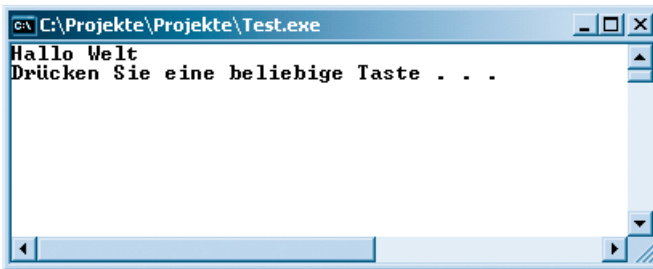 C:\Projekte\Projekte\Test.exe
Hallo Welt
Drücken Sie eine beliebige Taste . . .